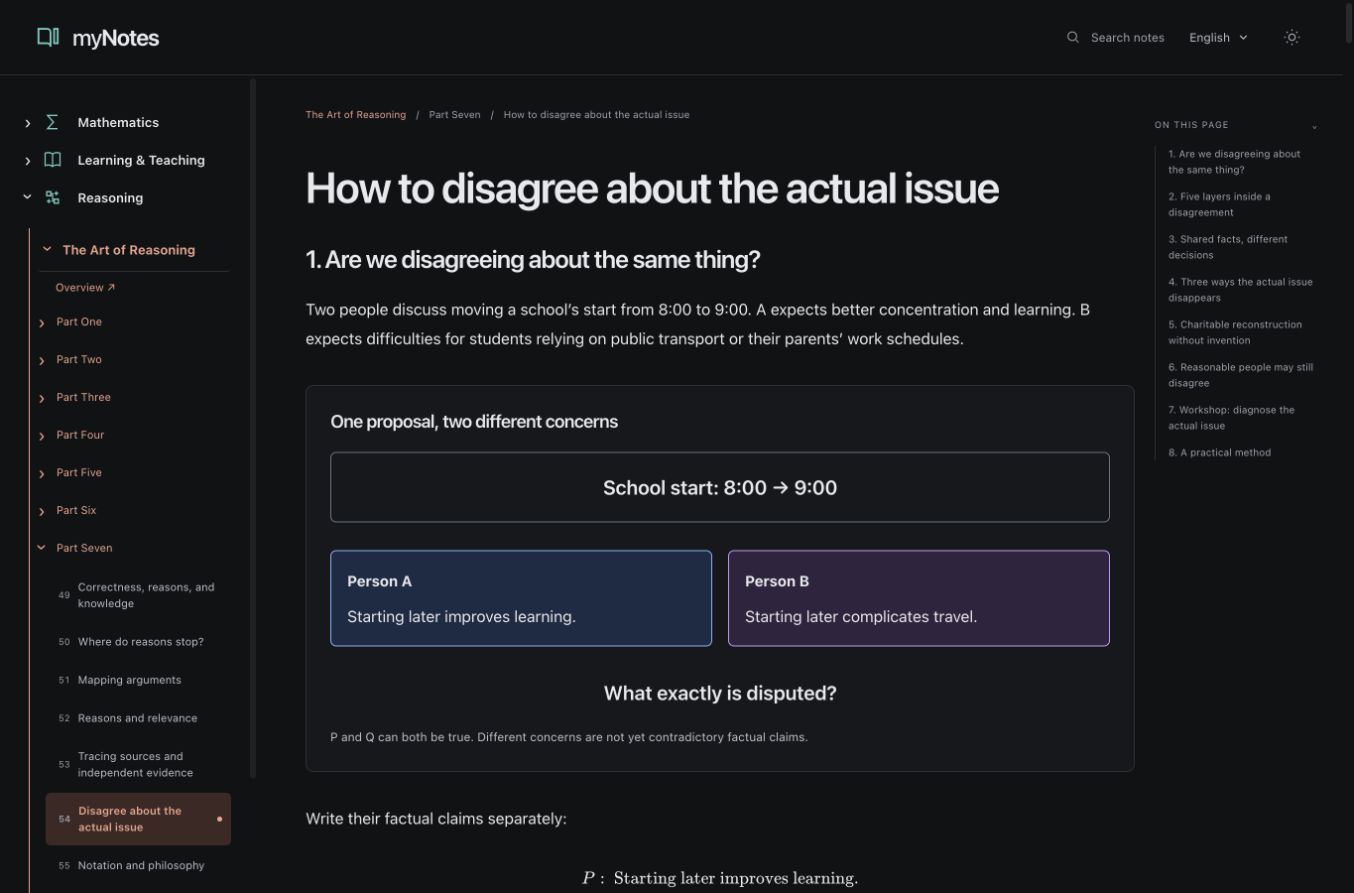 myNotes
Search notes
English
Mathematics
Learning & Teaching
Reasoning
The Art of Reasoning
Overview ↗
Part One
Part Two
Part Three
Part Four
Part Five
Part Six
Part Seven
49 Correctness, reasons, and
knowledge
50 Where do reasons stop?
51 Mapping arguments
52 Reasons and relevance
53 Tracing sources and
independent evidence
54 Disagree about the
actual issue
55 Notation and philosophy
The Art of Reasoning / Part Seven / How to disagree about the actual issue
How to disagree about the actual issue
1. Are we disagreeing about the same thing?
Two people discuss moving a school’s start from 8:00 to 9:00. A expects better concentration and learning. B
expects difficulties for students relying on public transport or their parents’ work schedules.
One proposal, two different concerns
School start: 8:00 → 9:00
Person A
Starting later improves learning.
Person B
Starting later complicates travel.
What exactly is disputed?
P and Q can both be true. Different concerns are not yet contradictory factual claims.
Write their factual claims separately:
P : Starting later improves learning.
ON THIS PAGE
1. Are we disagreeing about
the same thing?
2. Five layers inside a
disagreement
3. Shared facts, different
decisions
4. Three ways the actual issue
disappears
5. Charitable reconstruction
without invention
6. Reasonable people may still
disagree
7. Workshop: diagnose the
actual issue
8. A practical method